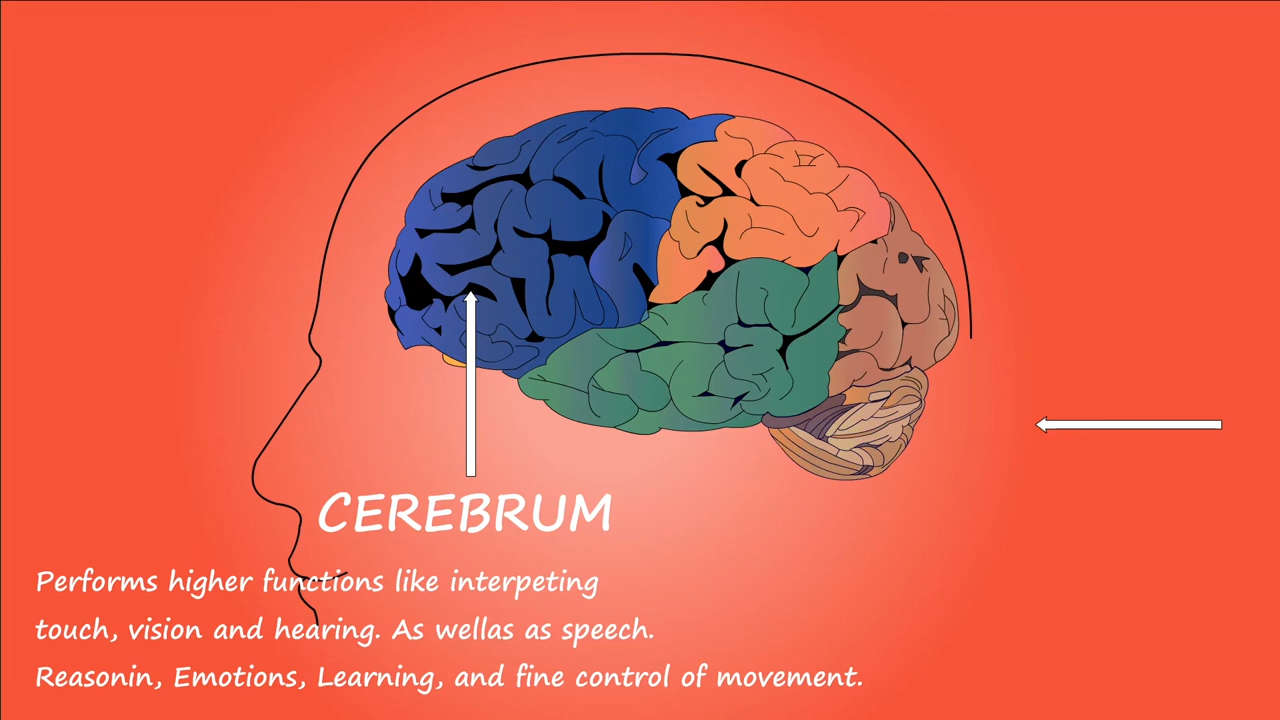 CEREBRUM
Performs higher functions like interpeting
touch, vision and hearing. As wellas as speech.
Reasonin, Emotions, Learning, and fine control of movement.